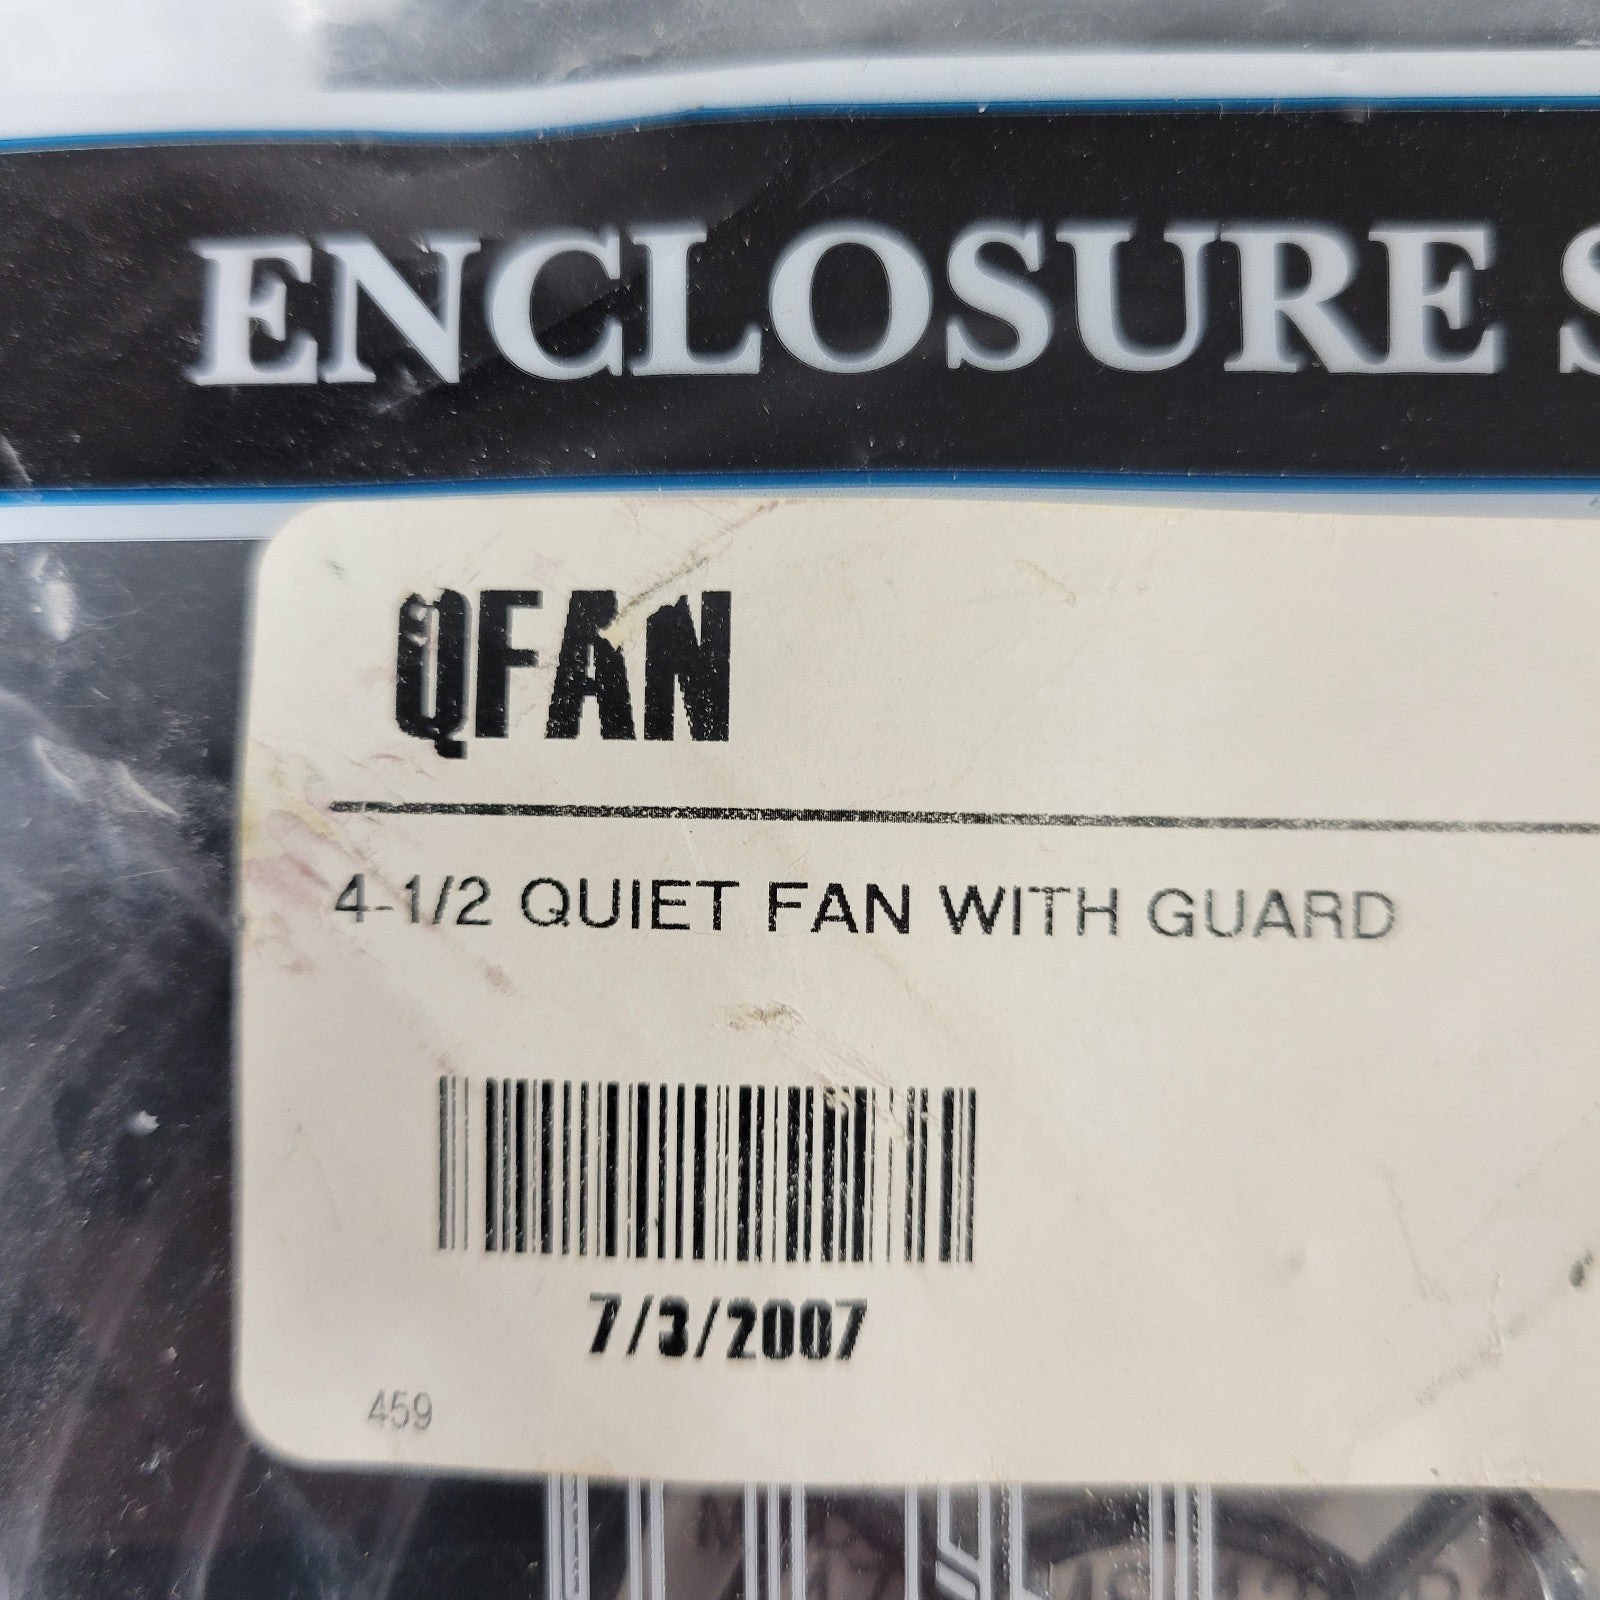 ENCLOSURE S
QFAN
4-1/2 QUIET FAN WITH GUARD
7/3/2007
459